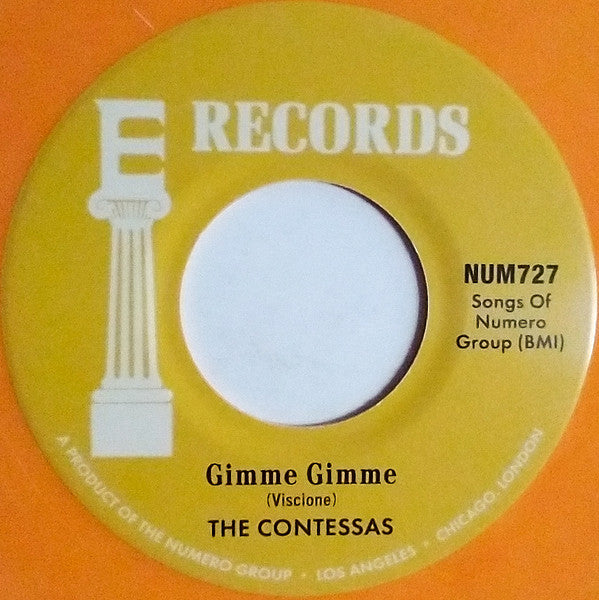 E RECORDS
NUM727
Songs Of
Numero
Group (BMI)
Gimme Gimme
(Viscione)
THE CONTESSAS
A PRODUCT OF THE NUMERO GROUP • LOS ANGELES • CHICAGO, LONDON